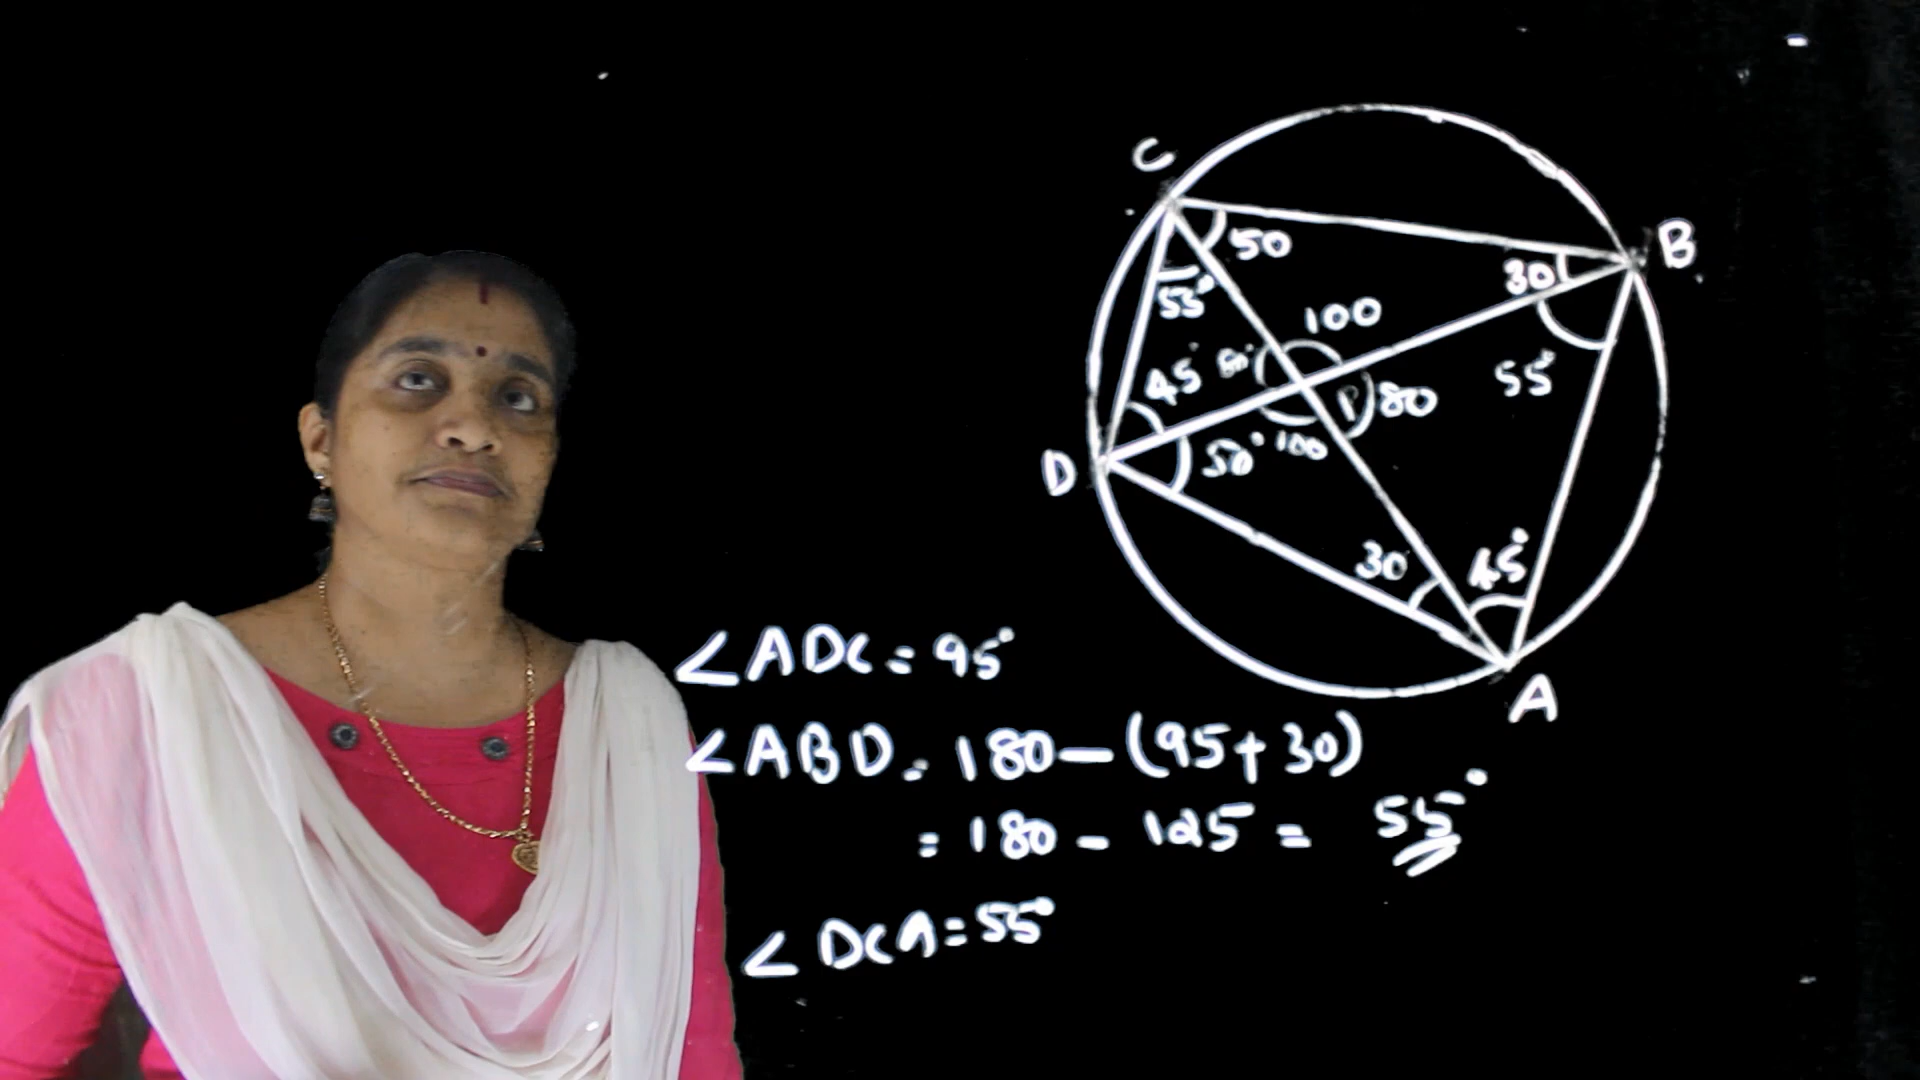 C
B
50
30
55°
100
45° 80° P 80 55°
D
50° 100
30 45°
A
∠ADC = 95°
∠ABD = 180 - (95 + 30)
= 180 - 125 = 55°
∠DCA = 55°